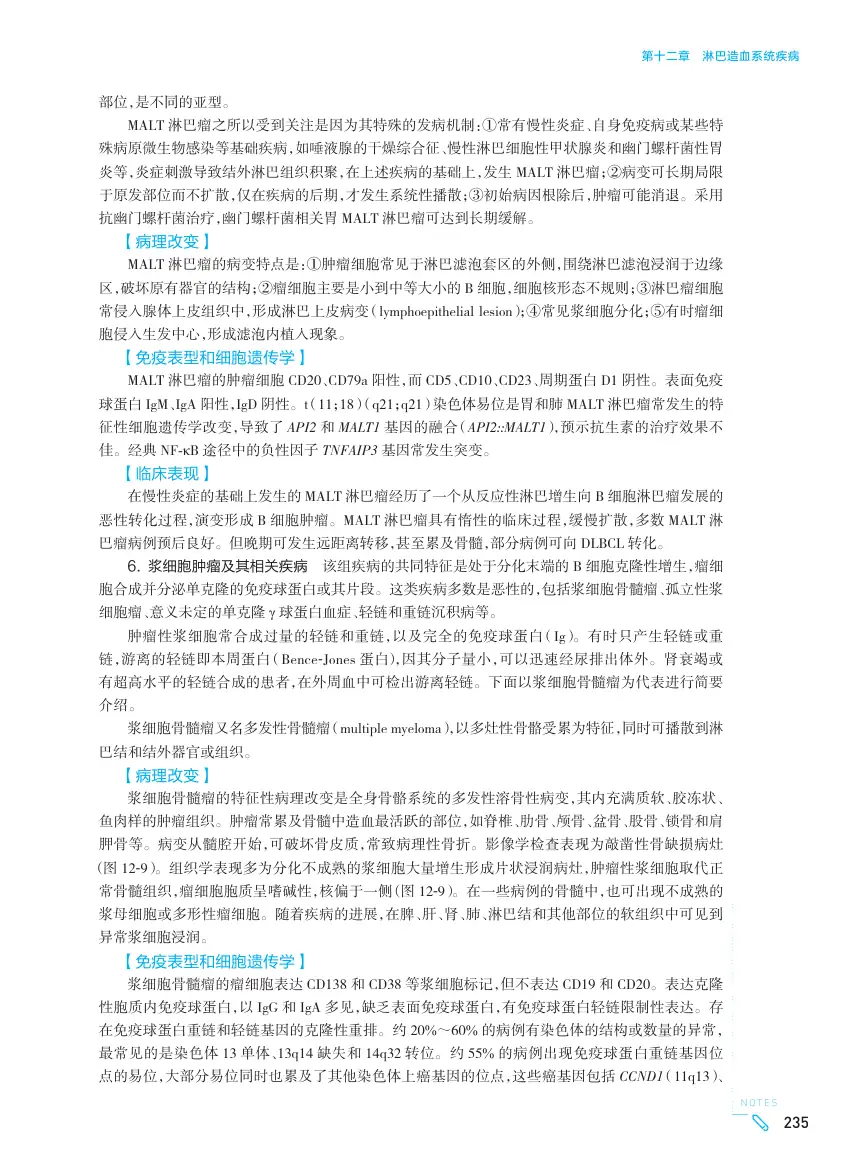 第十二章 淋巴造血系统疾病
部位,是不同的亚型。
MALT 淋巴瘤之所以受到关注是因为其特殊的发病机制:①常有慢性炎症、自身免疫病或某些特
殊病原微生物感染等基础疾病,如唾液腺的干燥综合征、慢性淋巴细胞性甲状腺炎和幽门螺杆菌性胃
炎等,炎症刺激导致结外淋巴组织积聚,在上述疾病的基础上,发生 MALT 淋巴瘤;②病变可长期局限
于原发部位而不扩散,仅在疾病的后期,才发生系统性播散;③初始病因根除后,肿瘤可能消退。采用
抗幽门螺杆菌治疗,幽门螺杆菌相关胃 MALT 淋巴瘤可达到长期缓解。
【病理改变】
MALT 淋巴瘤的病变特点是:①肿瘤细胞常见于淋巴滤泡套区的外侧,围绕淋巴滤泡浸润于边缘
区,破坏原有器官的结构;②瘤细胞主要是小到中等大小的 B 细胞,细胞核形态不规则;③淋巴瘤细胞
常侵入腺体上皮组织中,形成淋巴上皮病变(lymphoepithelial lesion);④常见浆细胞分化;⑤有时瘤细
胞侵入生发中心,形成滤泡内植入现象。
【免疫表型和细胞遗传学】
MALT 淋巴瘤的肿瘤细胞 CD20、CD79a 阳性,而 CD5、CD10、CD23、周期蛋白 D1 阴性。表面免疫
球蛋白 IgM、IgA 阳性,IgD 阴性。t(11;18)(q21;q21)染色体易位是胃和肺 MALT 淋巴瘤常发生的特
征性细胞遗传学改变,导致了 API2 和 MALT1 基因的融合(API2::MALT1),预示抗生素的治疗效果不
佳。经典 NF-κB 途径中的负性因子 TNFAIP3 基因常发生突变。
【临床表现】
在慢性炎症的基础上发生的 MALT 淋巴瘤经历了一个从反应性淋巴增生向 B 细胞淋巴瘤发展的
恶性转化过程,演变形成 B 细胞肿瘤。MALT 淋巴瘤具有惰性的临床过程,缓慢扩散,多数 MALT 淋
巴瘤病例预后良好。但晚期可发生远距离转移,甚至累及骨髓,部分病例可向 DLBCL 转化。
6. 浆细胞肿瘤及其相关疾病 该组疾病的共同特征是处于分化末端的 B 细胞克隆性增生,瘤细
胞合成并分泌单克隆的免疫球蛋白或其片段。这类疾病多数是恶性的,包括浆细胞骨髓瘤、孤立性浆
细胞瘤、意义未定的单克隆 γ 球蛋白血症、轻链和重链沉积病等。
肿瘤性浆细胞常合成过量的轻链和重链,以及完全的免疫球蛋白(Ig)。有时只产生轻链或重
链,游离的轻链即本周蛋白(Bence-Jones 蛋白),因其分子量小,可以迅速经尿排出体外。肾衰竭或
有超高水平的轻链合成的患者,在外周血中可检出游离轻链。下面以浆细胞骨髓瘤为代表进行简要
介绍。
浆细胞骨髓瘤又名多发性骨髓瘤(multiple myeloma),以多灶性骨骼受累为特征,同时可播散到淋
巴结和结外器官或组织。
【病理改变】
浆细胞骨髓瘤的特征性病理改变是全身骨骼系统的多发性溶骨性病变,其内充满质软、胶冻状、
鱼肉样的肿瘤组织。肿瘤常累及骨髓中造血最活跃的部位,如脊椎、肋骨、颅骨、盆骨、股骨、锁骨和肩
胛骨等。病变从髓腔开始,可破坏骨皮质,常致病理性骨折。影像学检查表现为敲凿性骨缺损病灶
(图 12-9)。组织学表现多为分化不成熟的浆细胞大量增生形成片状浸润病灶,肿瘤性浆细胞取代正
常骨髓组织,瘤细胞胞质呈嗜碱性,核偏于一侧(图 12-9)。在一些病例的骨髓中,也可出现不成熟的
浆母细胞或多形性瘤细胞。随着疾病的进展,在脾、肝、肾、肺、淋巴结和其他部位的软组织中可见到
异常浆细胞浸润。
【免疫表型和细胞遗传学】
浆细胞骨髓瘤的瘤细胞表达 CD138 和 CD38 等浆细胞标记,但不表达 CD19 和 CD20。表达克隆
性胞质内免疫球蛋白,以 IgG 和 IgA 多见,缺乏表面免疫球蛋白,有免疫球蛋白轻链限制性表达。存
在免疫球蛋白重链和轻链基因的克隆性重排。约 20%~60% 的病例有染色体的结构或数量的异常,
最常见的是染色体 13 单体、13q14 缺失和 14q32 转位。约 55% 的病例出现免疫球蛋白重链基因位
点的易位,大部分易位同时也累及了其他染色体上癌基因的位点,这些癌基因包括 CCND1(11q13)、
NOTES
235